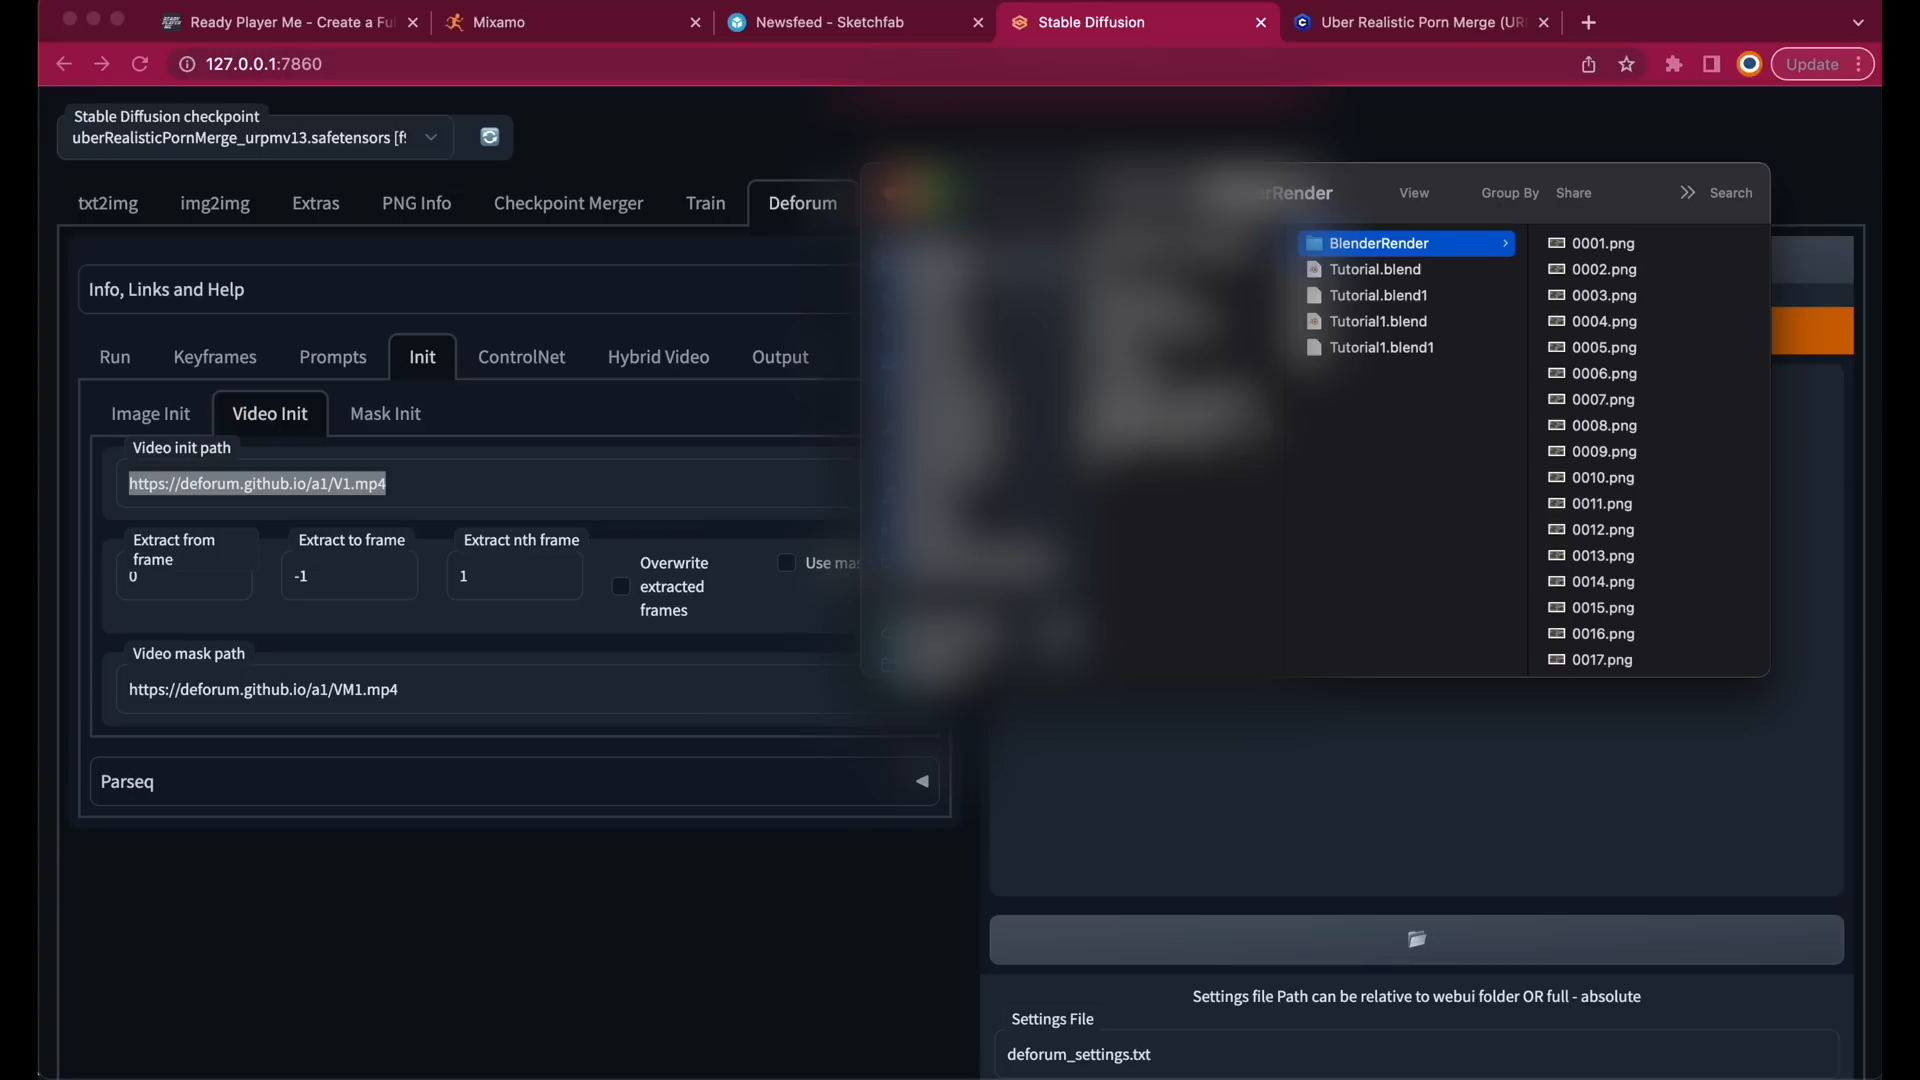 Ready Player Me - Create a Fu
Mixamo
Newsfeed - Sketchfab
Stable Diffusion
Uber Realistic Porn Merge (UR
127.0.0.1:7860
Update
Stable Diffusion checkpoint
uberRealisticPornMerge_urpmv13.safetensors [f9
txt2img
img2img
Extras
PNG Info
Checkpoint Merger
Train
Deforum
Info, Links and Help
Run
Keyframes
Prompts
Init
ControlNet
Hybrid Video
Output
Image Init
Video Init
Mask Init
Video init path
https://deforum.github.io/a1/V1.mp4
Extract from
frame
0
Extract to frame
-1
Extract nth frame
1
Overwrite
extracted
frames
Use mas
Video mask path
https://deforum.github.io/a1/VM1.mp4
Parseq
erRender
View
Group By
Share
Search
BlenderRender
Tutorial.blend
Tutorial.blend1
Tutorial1.blend
Tutorial1.blend1
0001.png
0002.png
0003.png
0004.png
0005.png
0006.png
0007.png
0008.png
0009.png
0010.png
0011.png
0012.png
0013.png
0014.png
0015.png
0016.png
0017.png
Settings file Path can be relative to webui folder OR full - absolute
Settings File
deforum_settings.txt